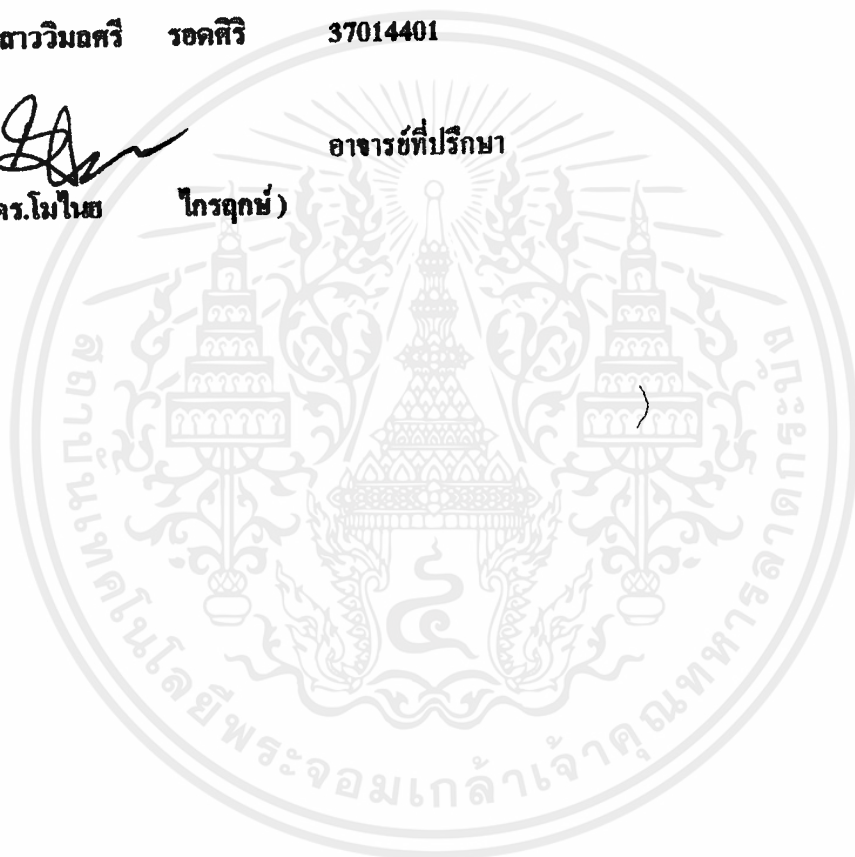 สาววิมลศรี รอดศิริ 37014401
อาจารย์ที่ปรึกษา
ดร.โมไนย ไกรฤกษ์)
สถาบันเทคโนโลยีพระจอมเกล้าเจ้าคุณทหารลาดกระบัง